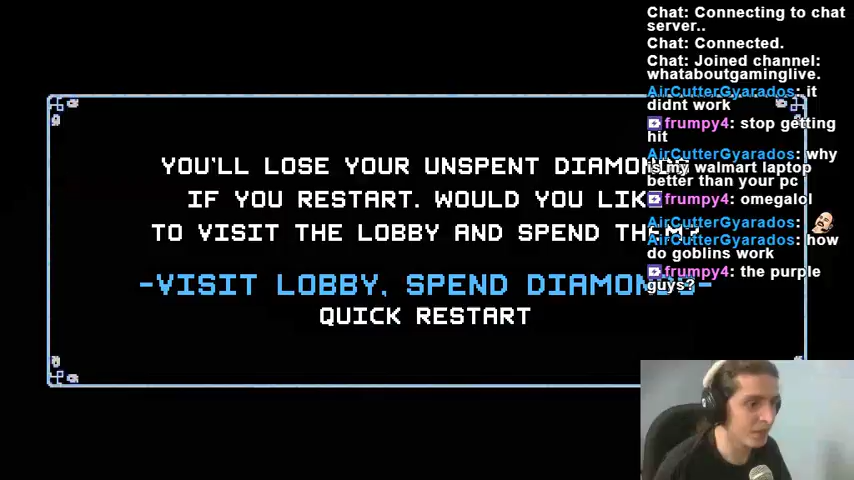 Chat: Connecting to chat
server..
Chat: Connected.
Chat: Joined channel:
whataboutgaminglive.
AirCutterGyarados: it
didnt work
frumpy4: stop getting
hit
AirCutterGyarados: why
is my walmart laptop
better than your pc
frumpy4: omegalol
AirCutterGyarados:
AirCutterGyarados: how
do goblins work
frumpy4: the purple
guys?
YOU'LL LOSE YOUR UNSPENT DIAMONDS
IF YOU RESTART. WOULD YOU LIKE
TO VISIT THE LOBBY AND SPEND THEM?
-VISIT LOBBY, SPEND DIAMONDS-
QUICK RESTART